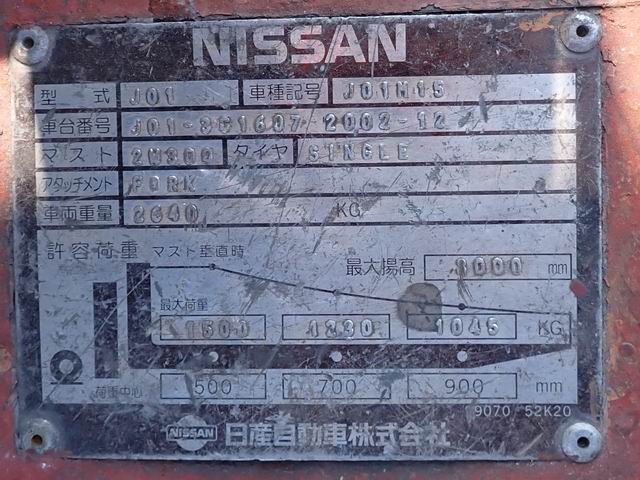 NISSAN
型式 J01 車種記号 J01M15
車台番号 J01-3C1607 2002-12
マスト 2W300 タイヤ SINGLE
アタッチメント FORK
車両重量 2640 KG
許容荷重 マスト垂直時
最大揚高 3000 mm
最大荷重
1500 1230 1045 KG
荷重中心 500 700 900 mm
9070 52K20
NISSAN 日産自動車株式会社